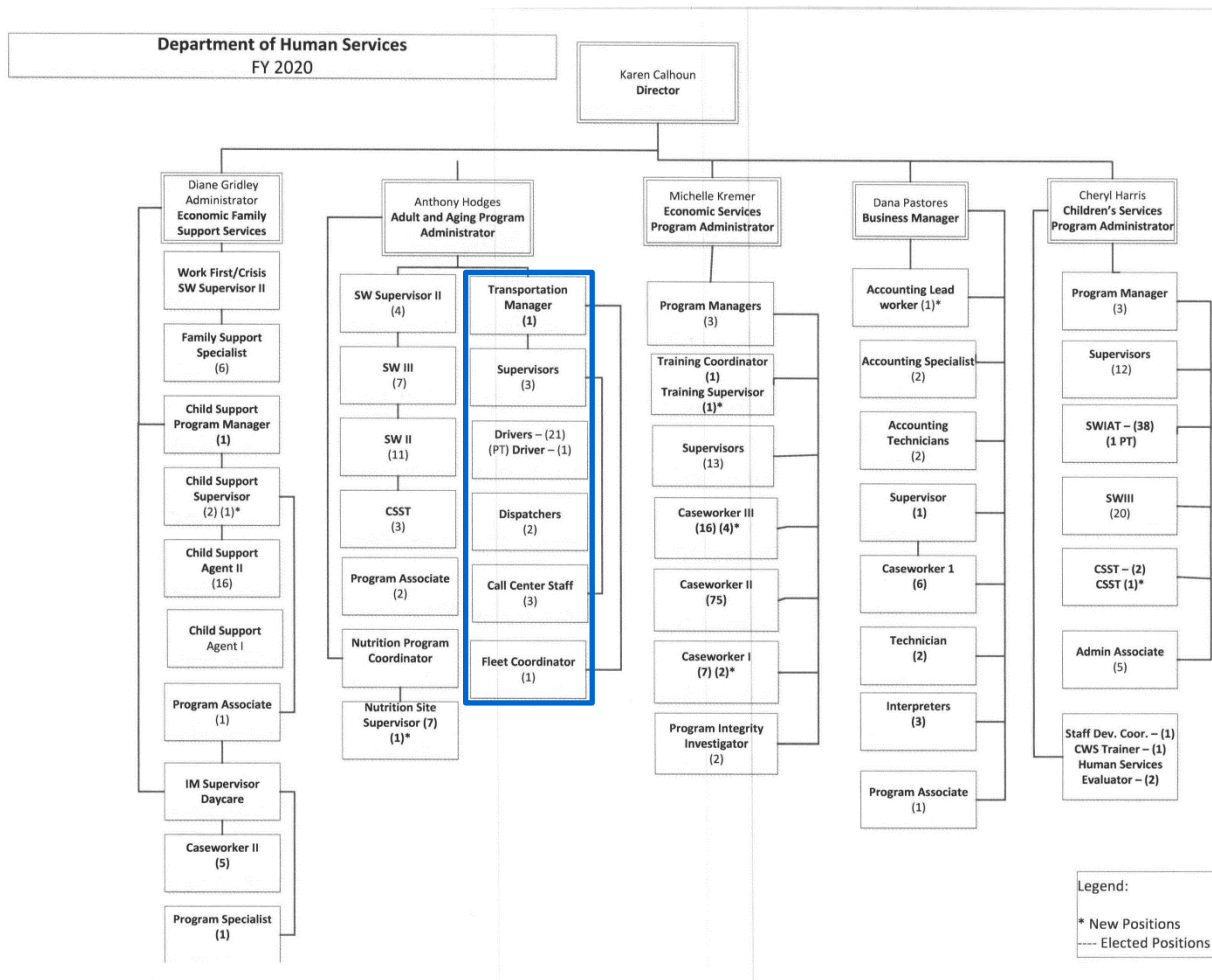 Department of Human Services
FY 2020
Karen Calhoun
Director
Diane Gridley
Administrator
Economic Family
Support Services
Work First/Crisis
SW Supervisor II
Family Support
Specialist
(6)
Child Support
Program Manager
(1)
Child Support
Supervisor
(2) (1)*
Child Support
Agent II
(16)
Child Support
Agent I
Program Associate
(1)
IM Supervisor
Daycare
Caseworker II
(5)
Program Specialist
(1)
Anthony Hodges
Adult and Aging Program
Administrator
SW Supervisor II
(4)
SW III
(7)
SW II
(11)
CSST
(3)
Program Associate
(2)
Nutrition Program
Coordinator
Nutrition Site
Supervisor (7)
(1)*
Transportation
Manager
(1)
Supervisors
(3)
Drivers – (21)
(PT) Driver – (1)
Dispatchers
(2)
Call Center Staff
(3)
Fleet Coordinator
(1)
Michelle Kremer
Economic Services
Program Administrator
Program Managers
(3)
Training Coordinator
(1)
Training Supervisor
(1)*
Supervisors
(13)
Caseworker III
(16) (4)*
Caseworker II
(75)
Caseworker I
(7) (2)*
Program Integrity
Investigator
(2)
Dana Pastores
Business Manager
Accounting Lead
worker (1)*
Accounting Specialist
(2)
Accounting
Technicians
(2)
Supervisor
(1)
Caseworker 1
(6)
Technician
(2)
Interpreters
(3)
Program Associate
(1)
Cheryl Harris
Children's Services
Program Administrator
Program Manager
(3)
Supervisors
(12)
SWIAT – (38)
(1 PT)
SWIII
(20)
CSST – (2)
CSST (1)*
Admin Associate
(5)
Staff Dev. Coor. – (1)
CWS Trainer – (1)
Human Services
Evaluator – (2)
Legend:
* New Positions
---- Elected Positions